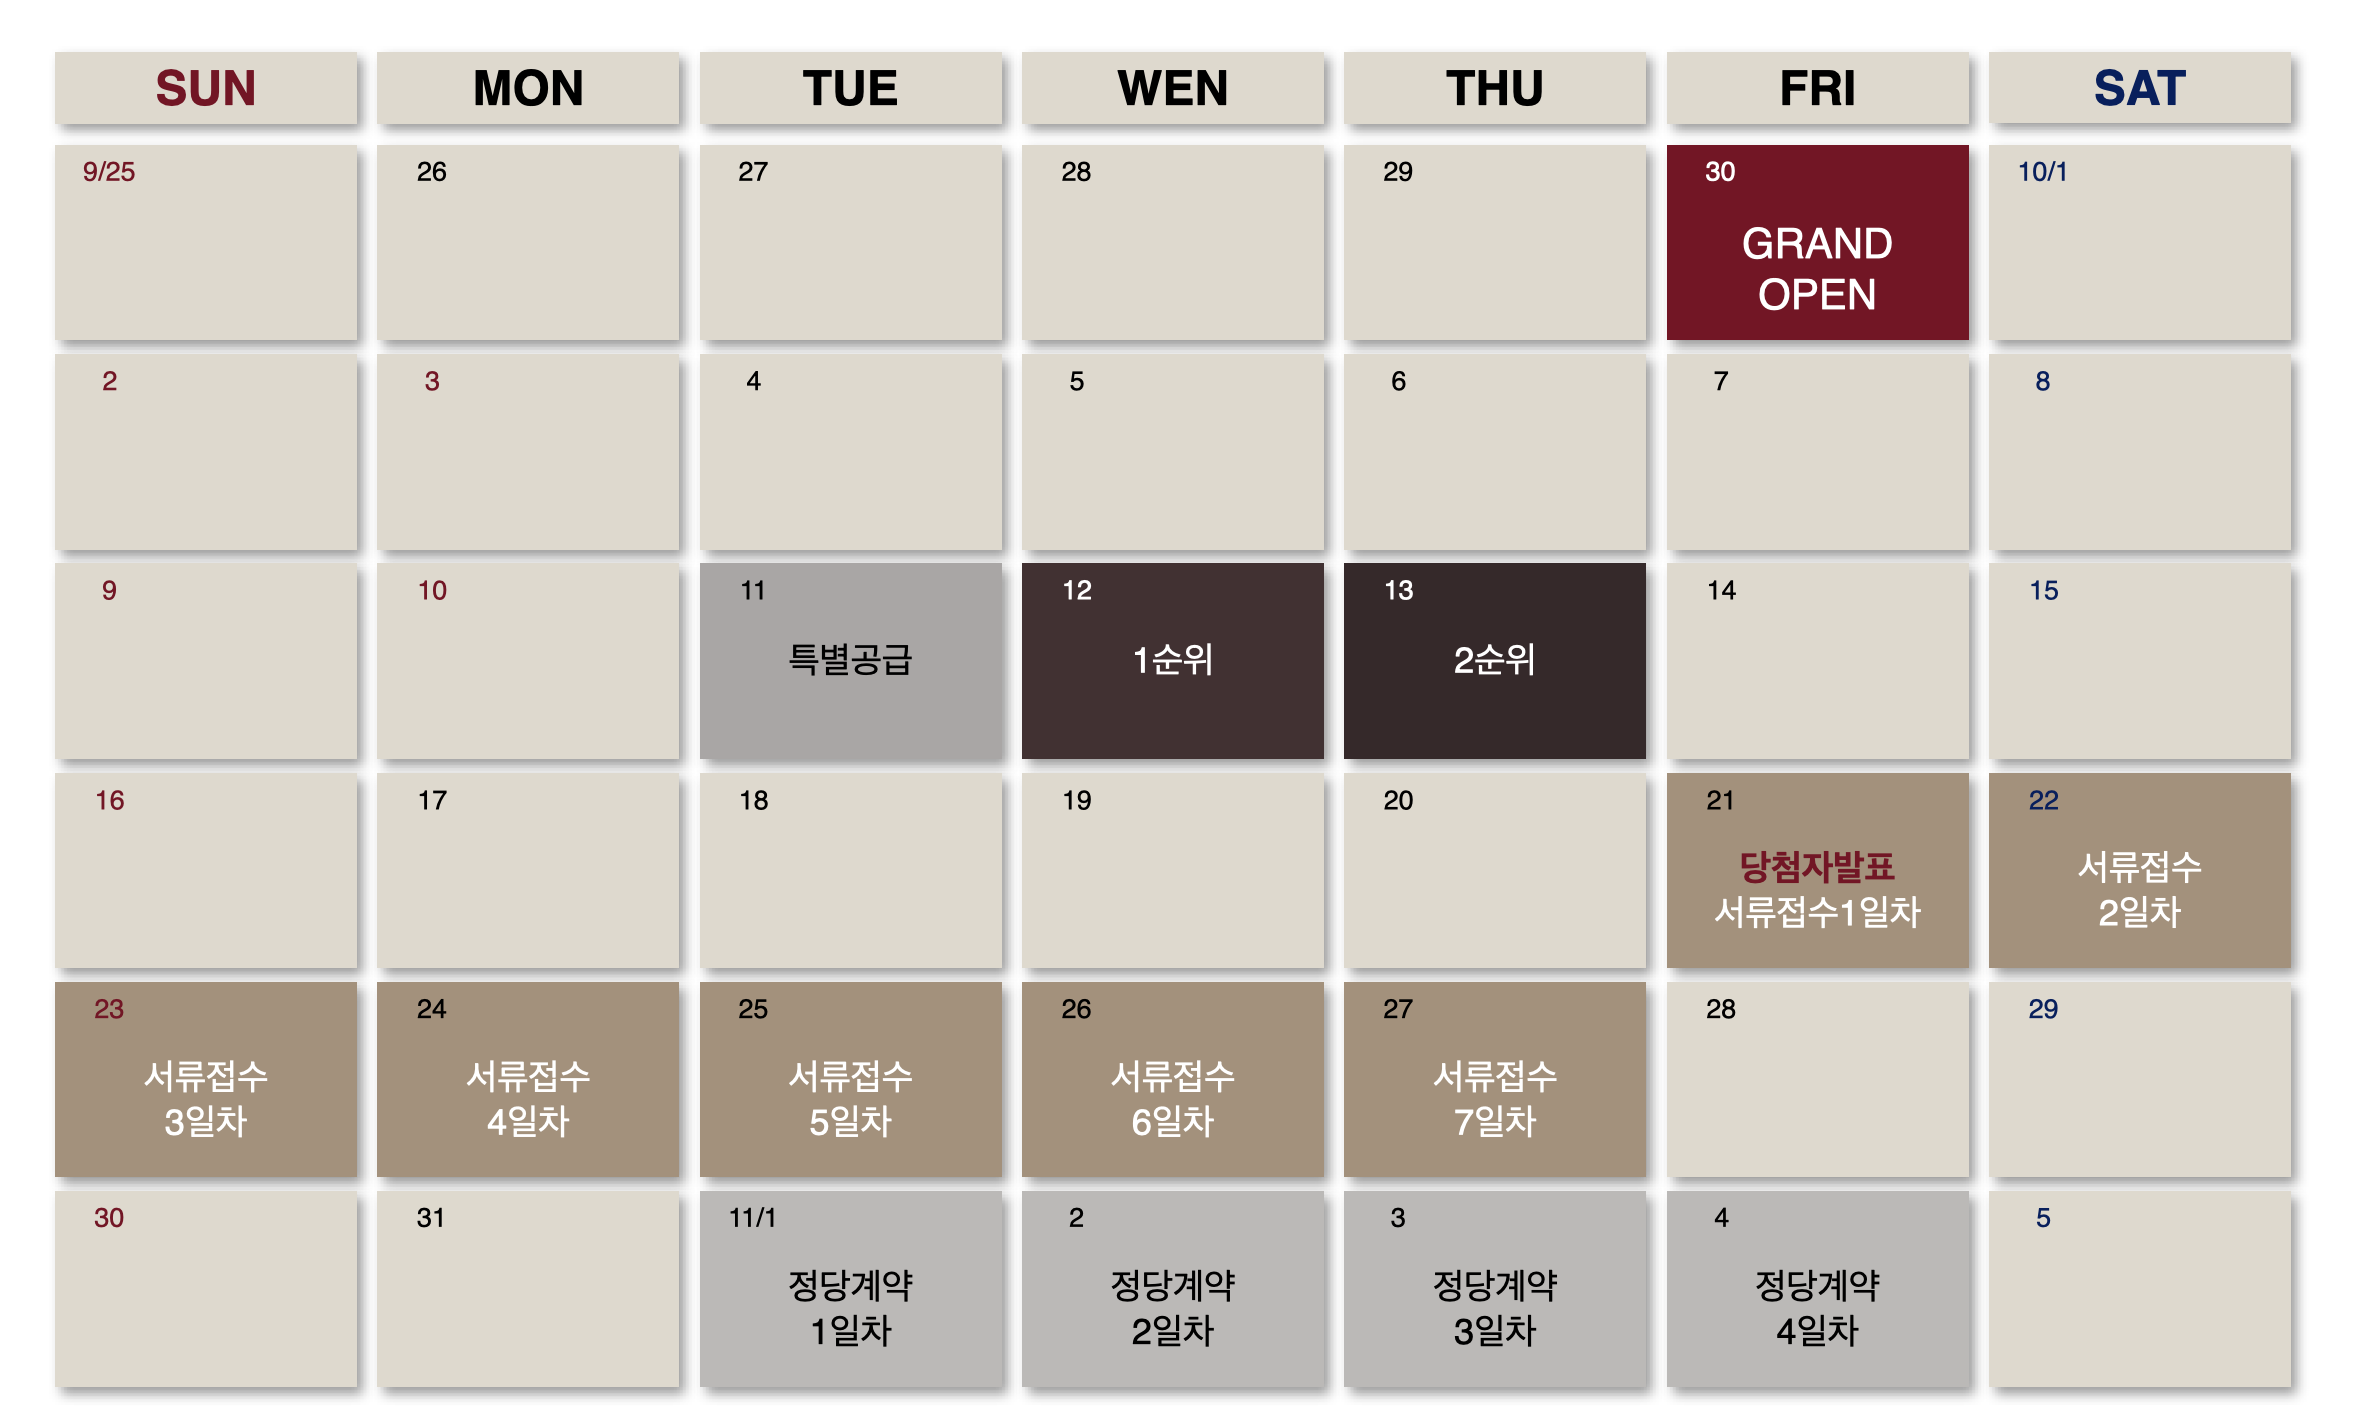 SUN MON TUE WEN THU FRI SAT
9/25 26 27 28 29 30 10/1
GRAND
OPEN
2 3 4 5 6 7 8
9 10 11 12 13 14 15
특별공급 1순위 2순위
16 17 18 19 20 21 22
당첨자발표 서류접수
서류접수1일차 2일차
23 24 25 26 27 28 29
서류접수 서류접수 서류접수 서류접수 서류접수
3일차 4일차 5일차 6일차 7일차
30 31 11/1 2 3 4 5
정당계약 정당계약 정당계약 정당계약
1일차 2일차 3일차 4일차